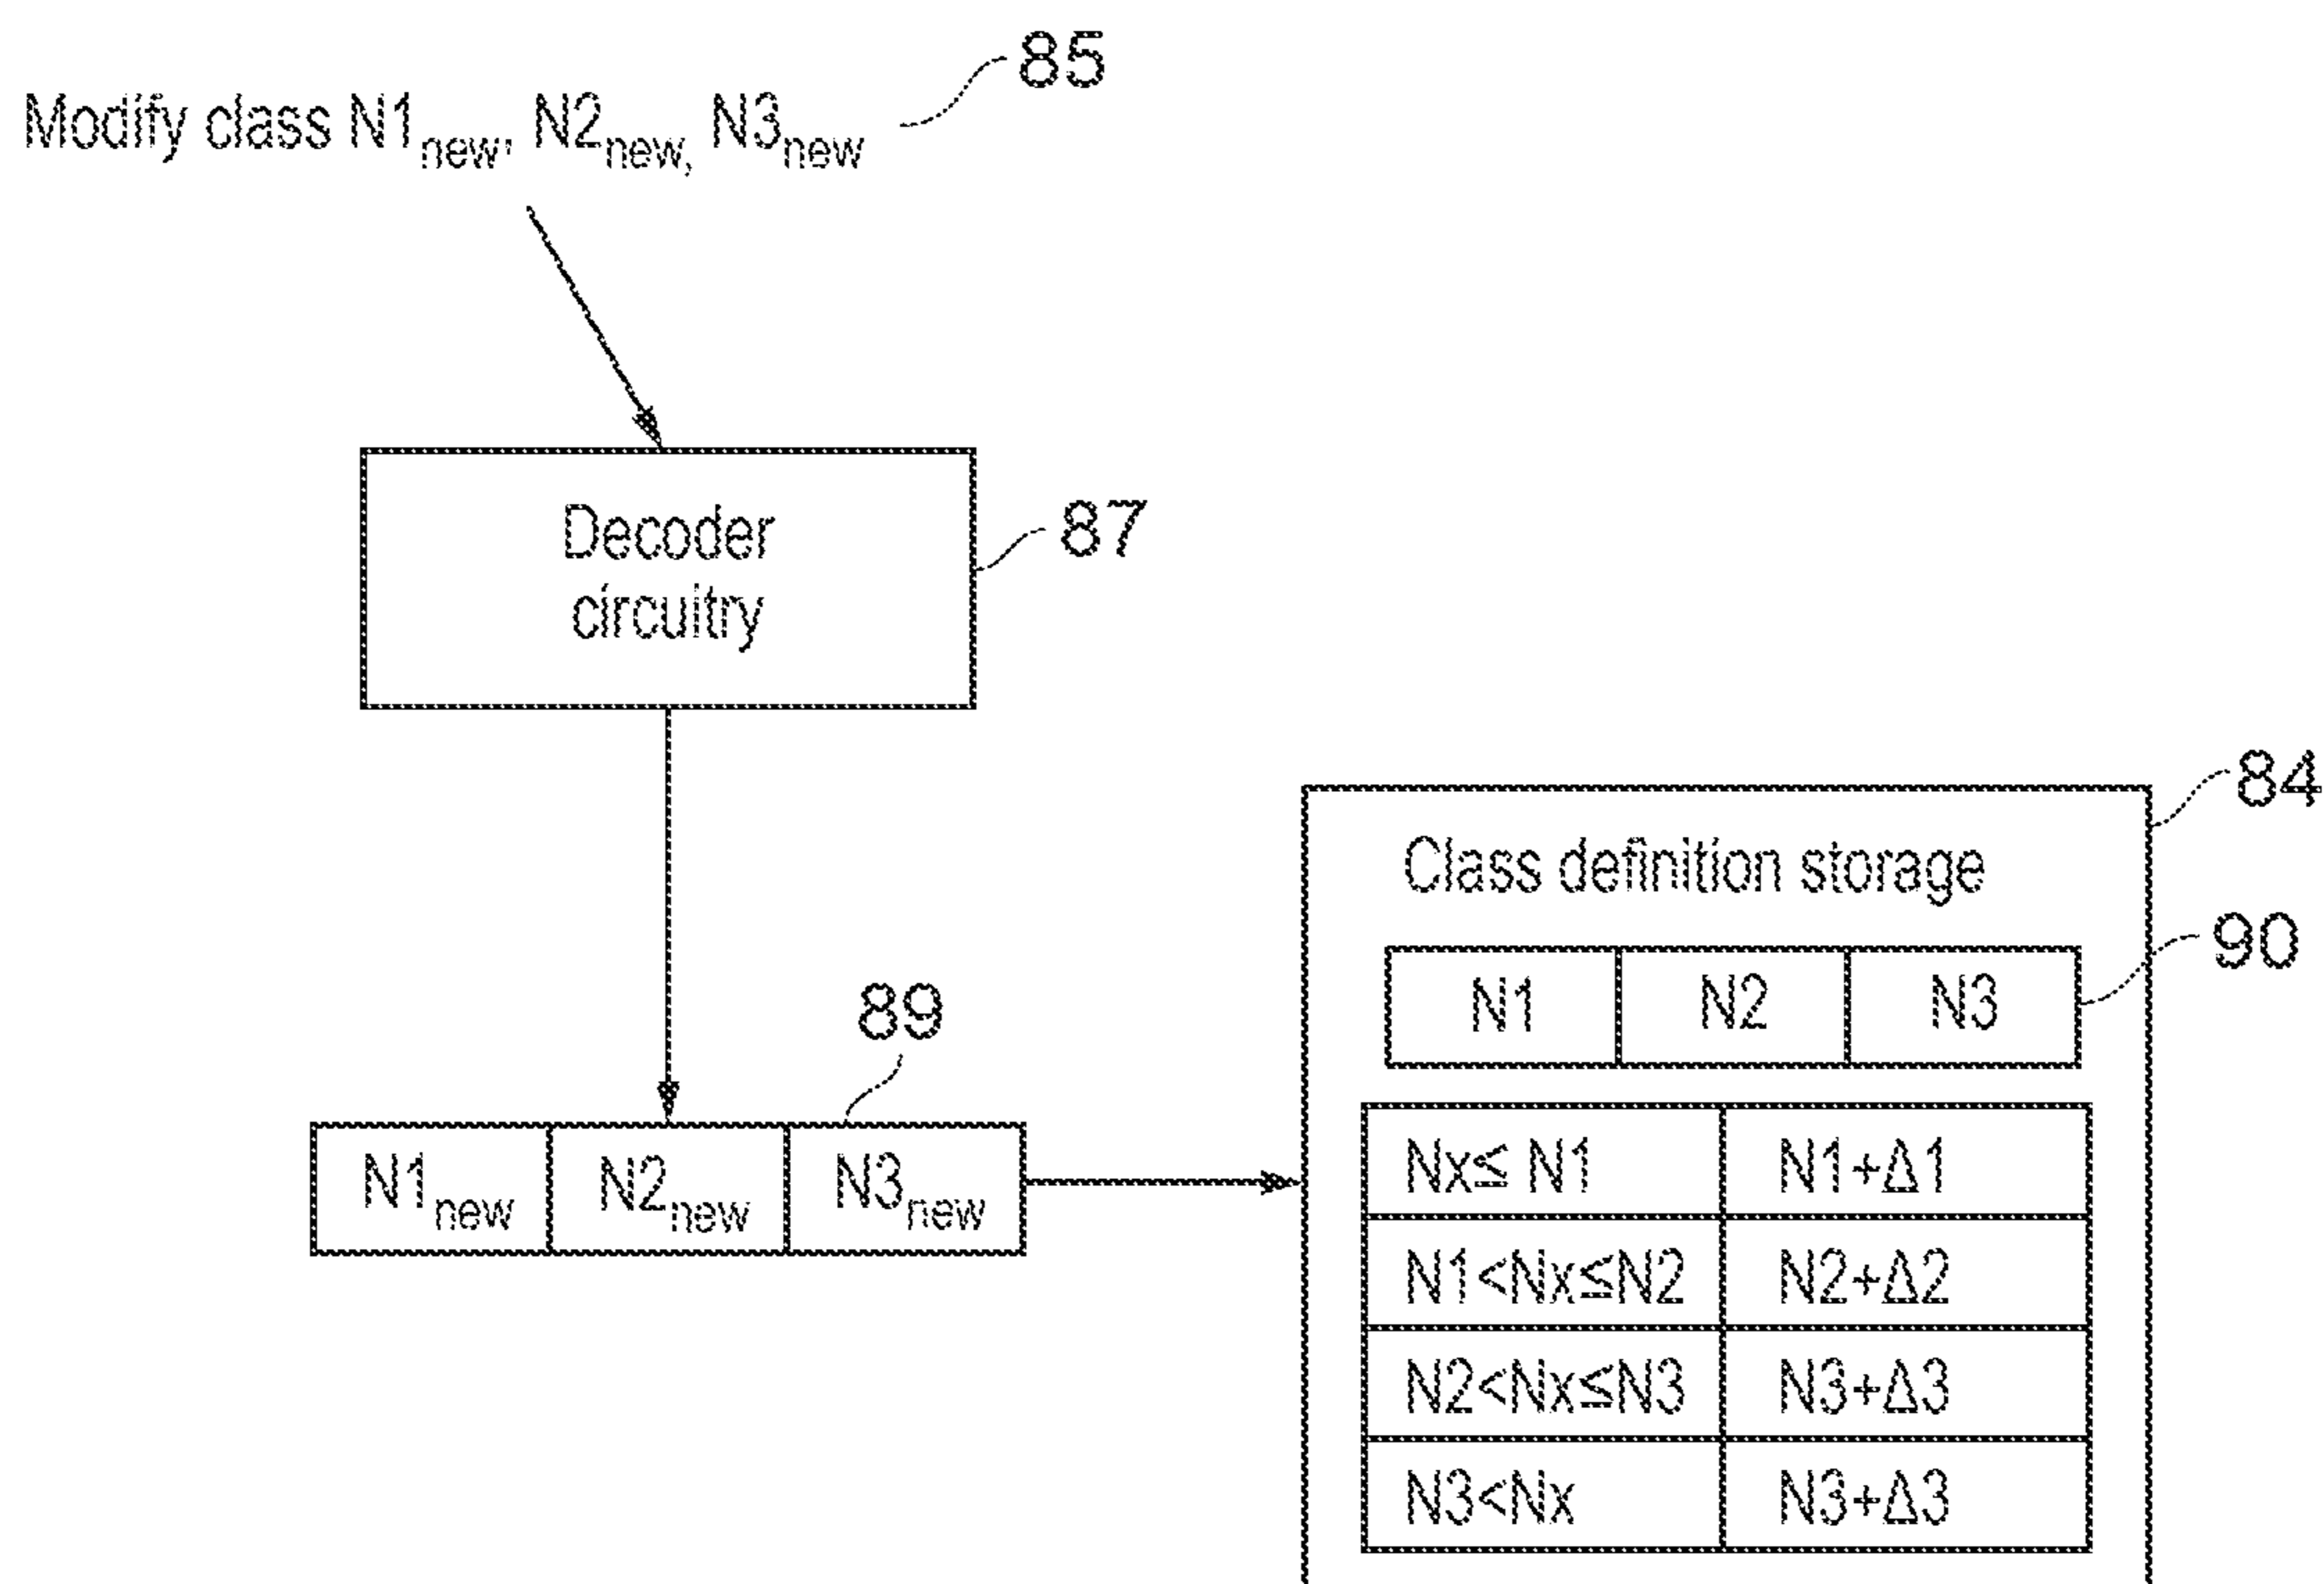 85
Modify class N1new, N2new, N3new
Decoder
circuitry
87
84
Class definition storage
90
N1 N2 N3
89
N1new N2new N3new
Nx≤ N1 N1+Δ1
N1<Nx≤N2 N2+Δ2
N2<Nx≤N3 N3+Δ3
N3<Nx N3+Δ3